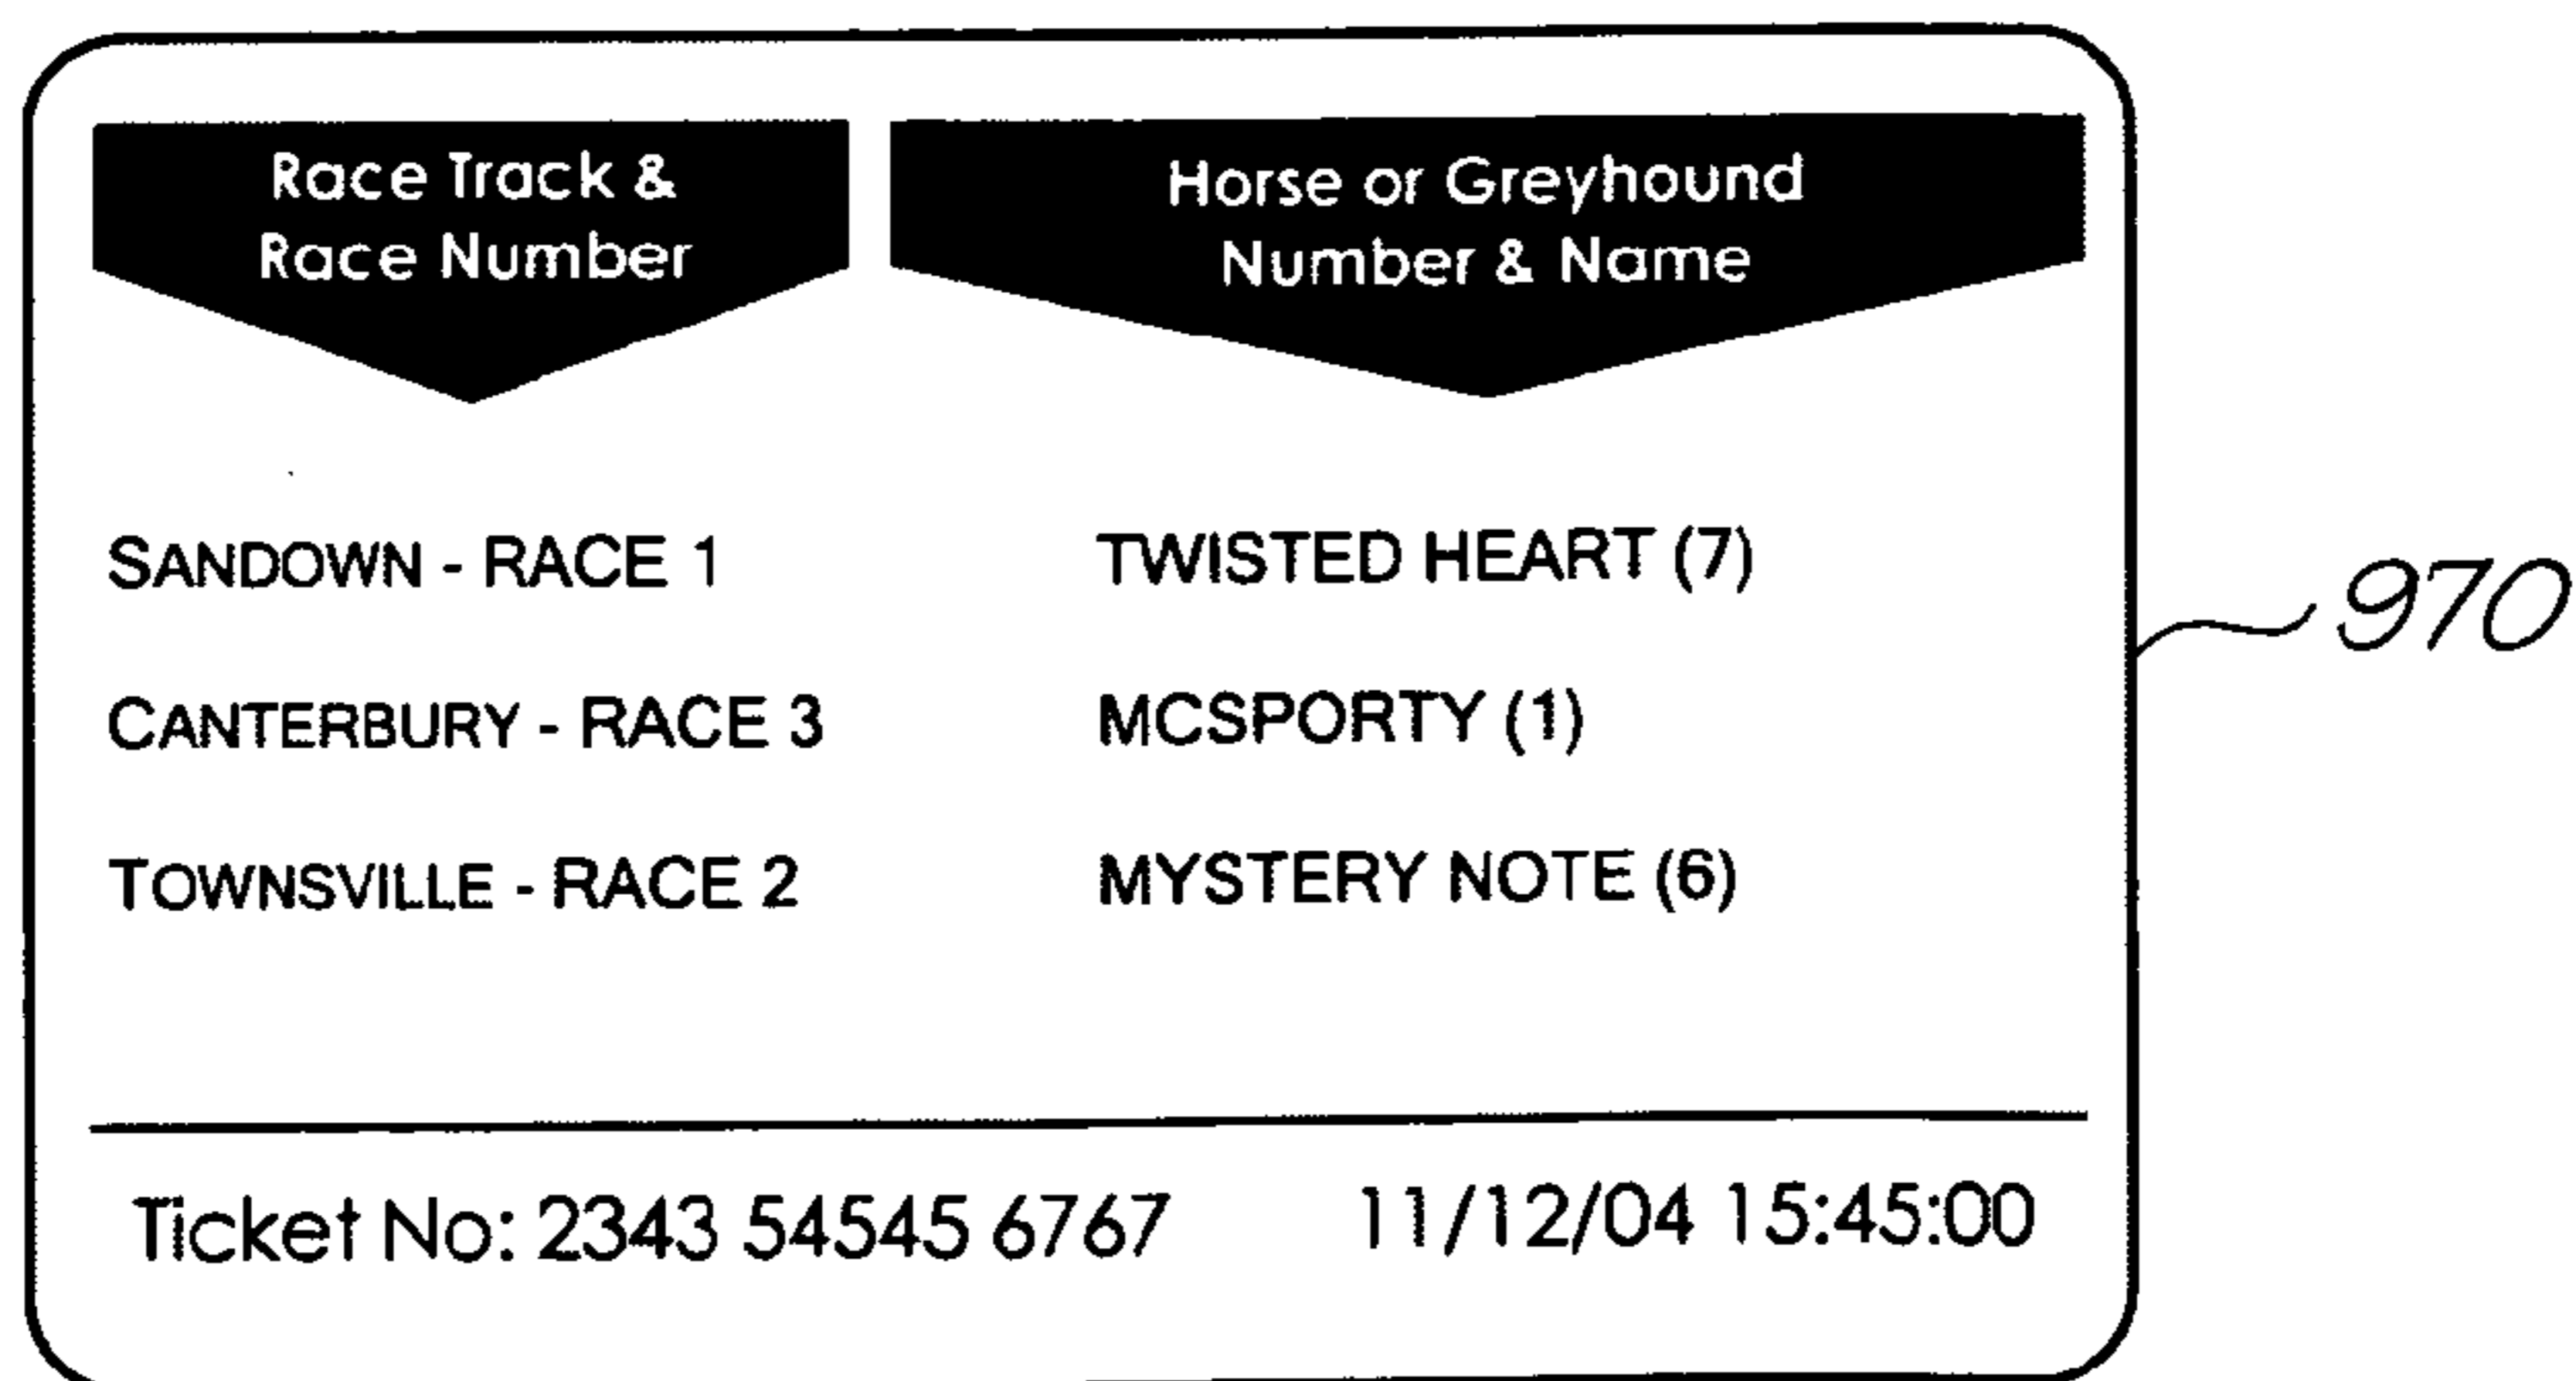 Race Track &
Race Number
Horse or Greyhound
Number & Name
SANDOWN - RACE 1 TWISTED HEART (7)
CANTERBURY - RACE 3 MCSPORTY (1)
TOWNSVILLE - RACE 2 MYSTERY NOTE (6)
970
Ticket No: 2343 54545 6767 11/12/04 15:45:00